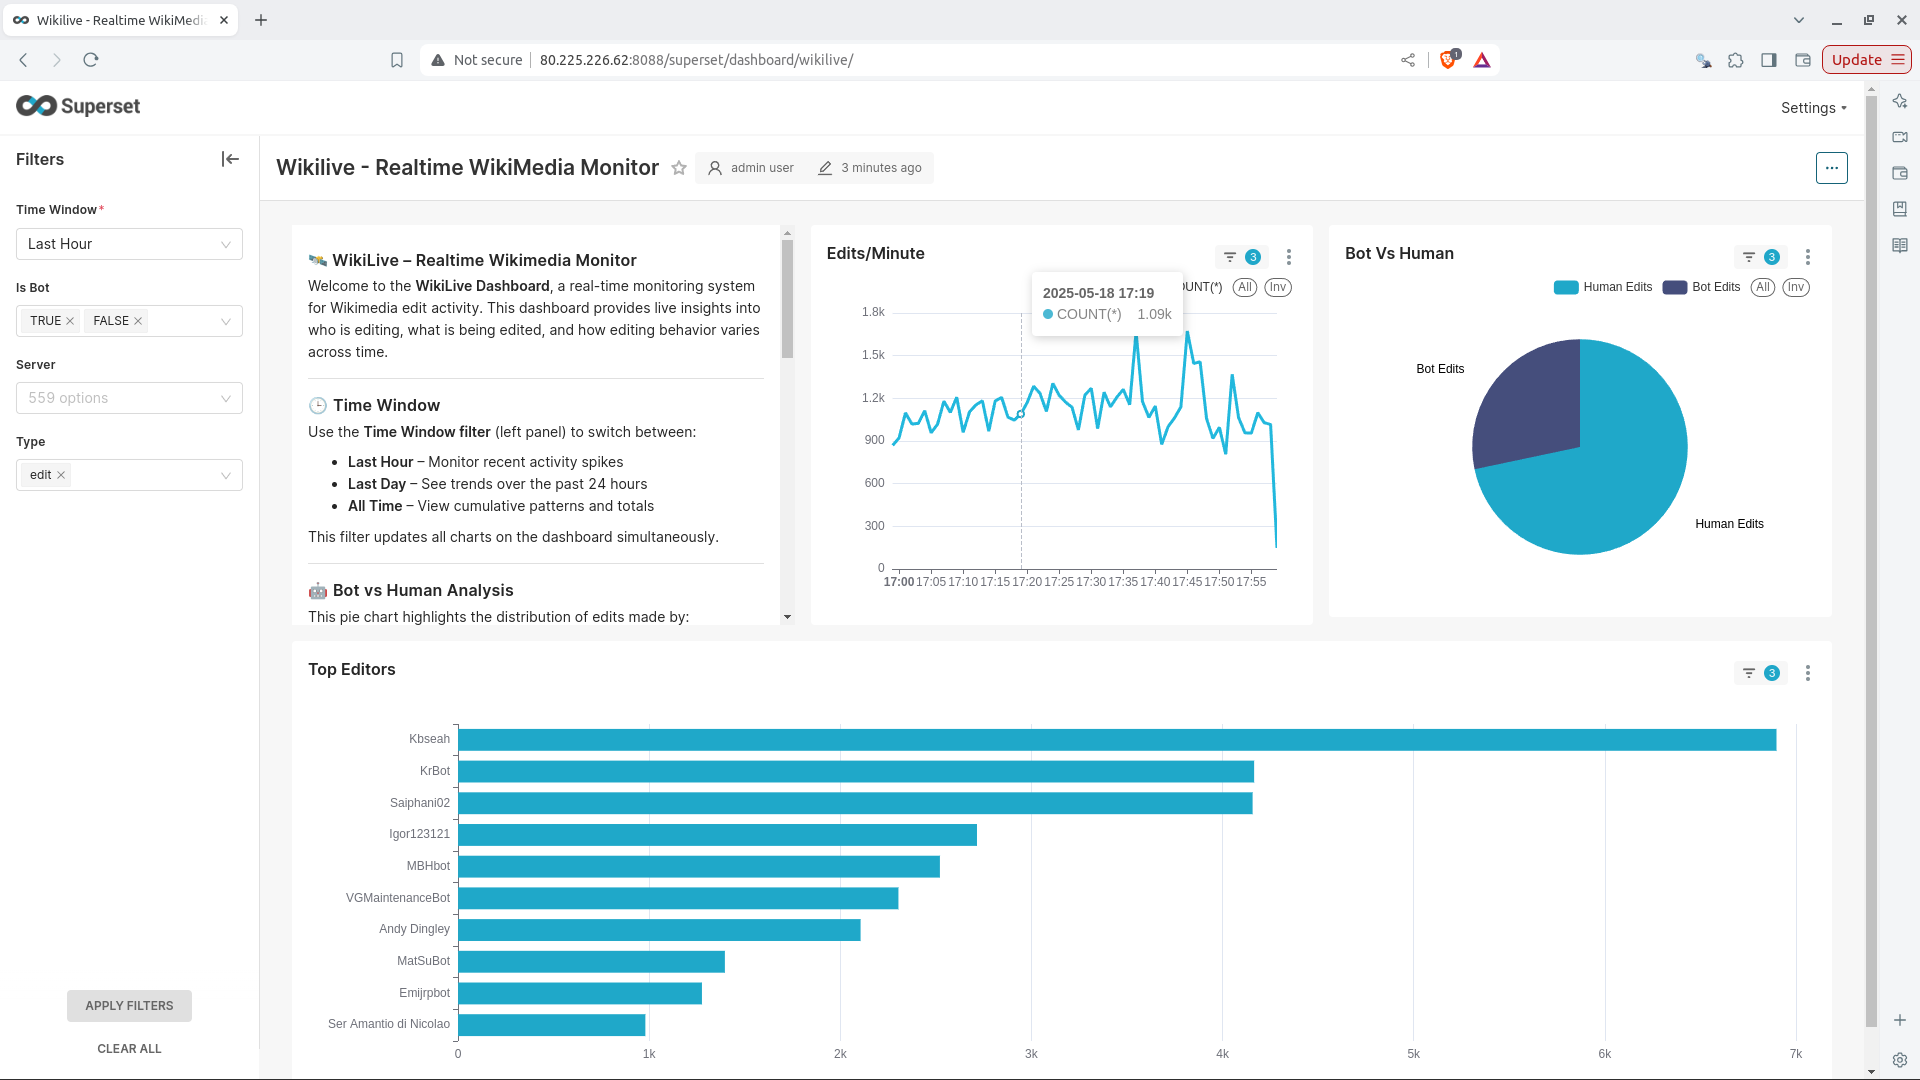 Wikilive - Realtime WikiMedi
Not secure
80.225.226.62:8088/superset/dashboard/wikilive/
1
Update
Superset
Settings
Filters
Time Window*
Last Hour
Is Bot
TRUE
FALSE
Server
559 options
Type
edit
APPLY FILTERS
CLEAR ALL
Wikilive - Realtime WikiMedia Monitor
admin user
3 minutes ago
WikiLive – Realtime Wikimedia Monitor
Welcome to the WikiLive Dashboard, a real-time monitoring system
for Wikimedia edit activity. This dashboard provides live insights into
who is editing, what is being edited, and how editing behavior varies
across time.
Time Window
Use the Time Window filter (left panel) to switch between:
• Last Hour – Monitor recent activity spikes
• Last Day – See trends over the past 24 hours
• All Time – View cumulative patterns and totals
This filter updates all charts on the dashboard simultaneously.
Bot vs Human Analysis
This pie chart highlights the distribution of edits made by:
Edits/Minute
3
UNT(*)
All
Inv
2025-05-18 17:19
COUNT(*) 1.09k
1.8k
1.5k
1.2k
900
600
300
0
17:00 17:05 17:10 17:15 17:20 17:25 17:30 17:35 17:40 17:45 17:50 17:55
Bot Vs Human
3
Human Edits
Bot Edits
All
Inv
Bot Edits
Human Edits
Top Editors
3
Kbseah
KrBot
Saiphani02
Igor123121
MBHbot
VGMaintenanceBot
Andy Dingley
MatSuBot
Emijrpbot
Ser Amantio di Nicolao
0 1k 2k 3k 4k 5k 6k 7k